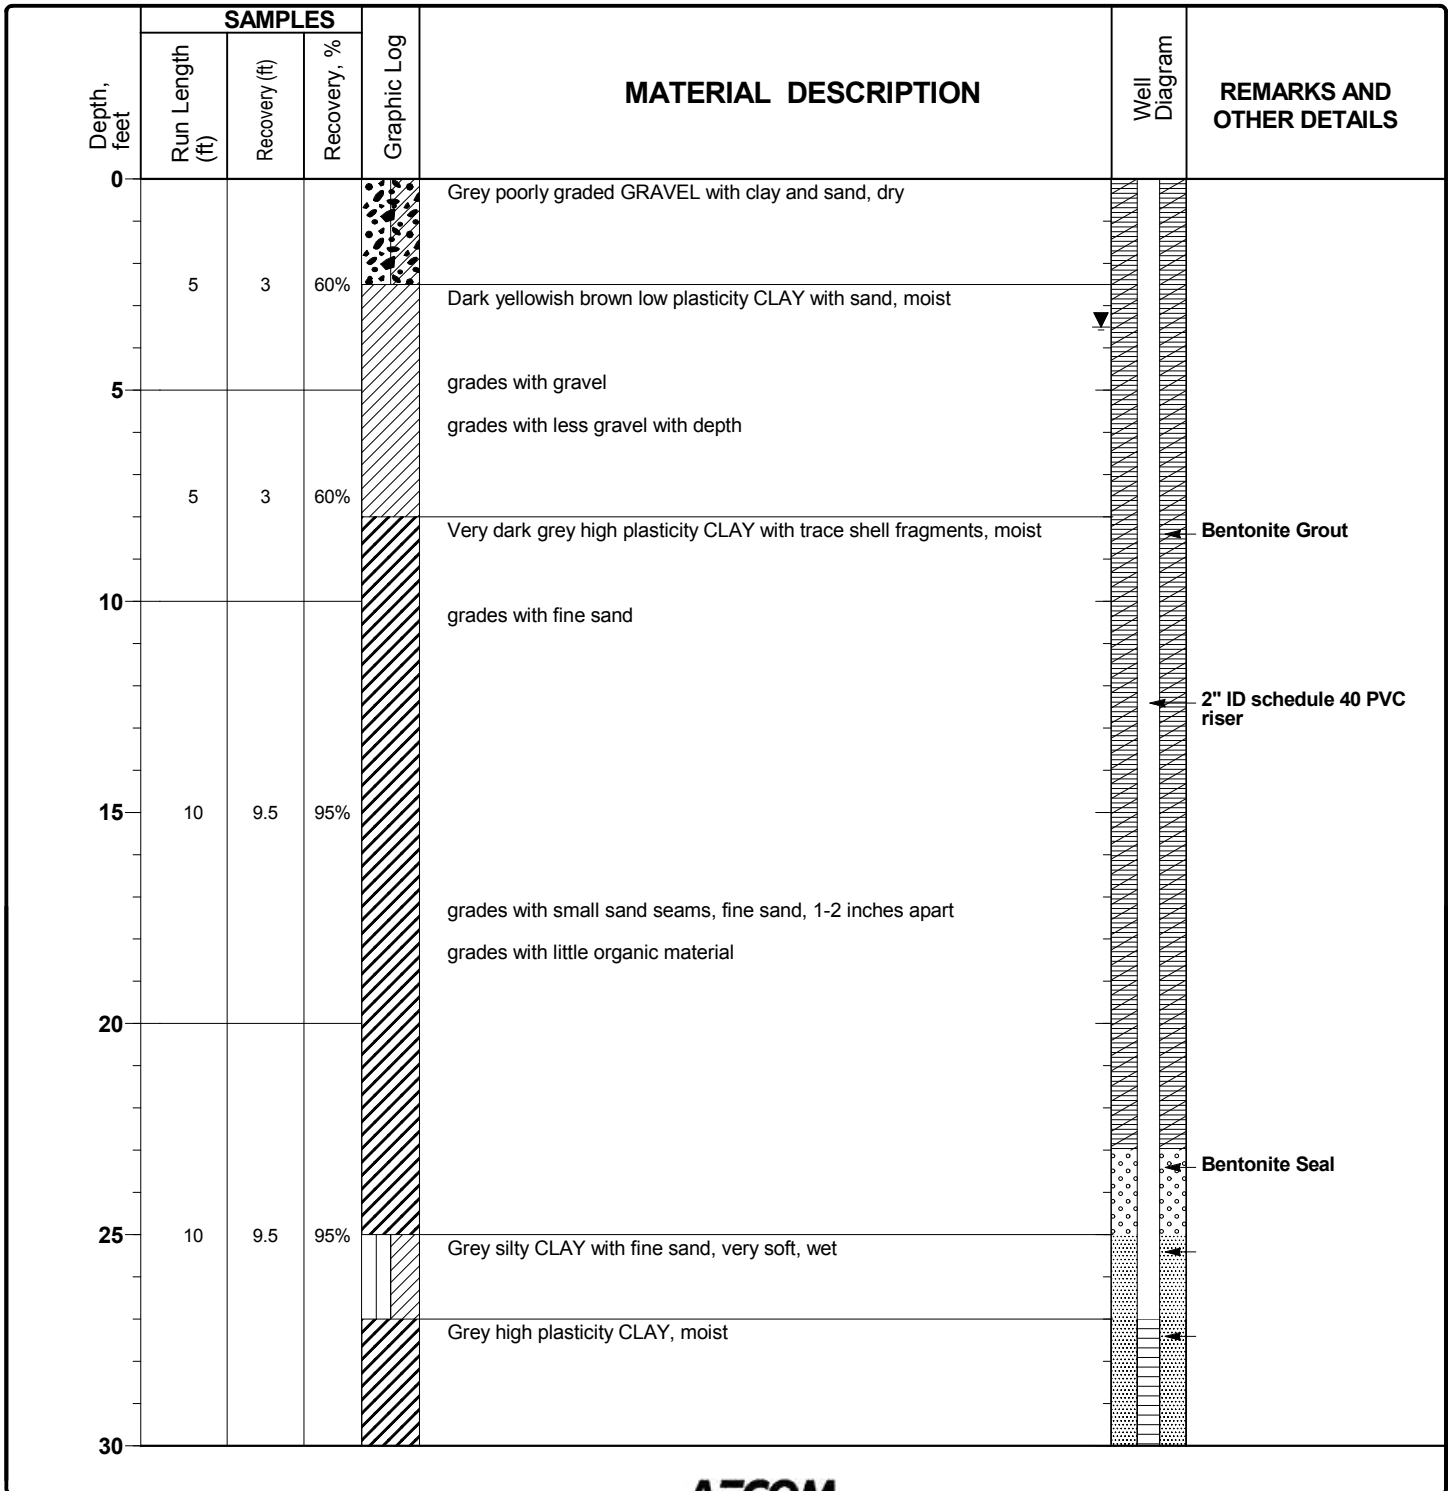 SAMPLES
Depth,
feet
Run Length
(ft)
Recovery (ft)
Recovery, %
Graphic Log
MATERIAL DESCRIPTION
Well
Diagram
REMARKS AND
OTHER DETAILS
0
Grey poorly graded GRAVEL with clay and sand, dry
5 3 60%
Dark yellowish brown low plasticity CLAY with sand, moist
grades with gravel
5
grades with less gravel with depth
5 3 60%
Very dark grey high plasticity CLAY with trace shell fragments, moist
Bentonite Grout
10
grades with fine sand
2" ID schedule 40 PVC
riser
15
10 9.5 95%
grades with small sand seams, fine sand, 1-2 inches apart
grades with little organic material
20
Bentonite Seal
25
10 9.5 95%
Grey silty CLAY with fine sand, very soft, wet
Grey high plasticity CLAY, moist
30
AECOM